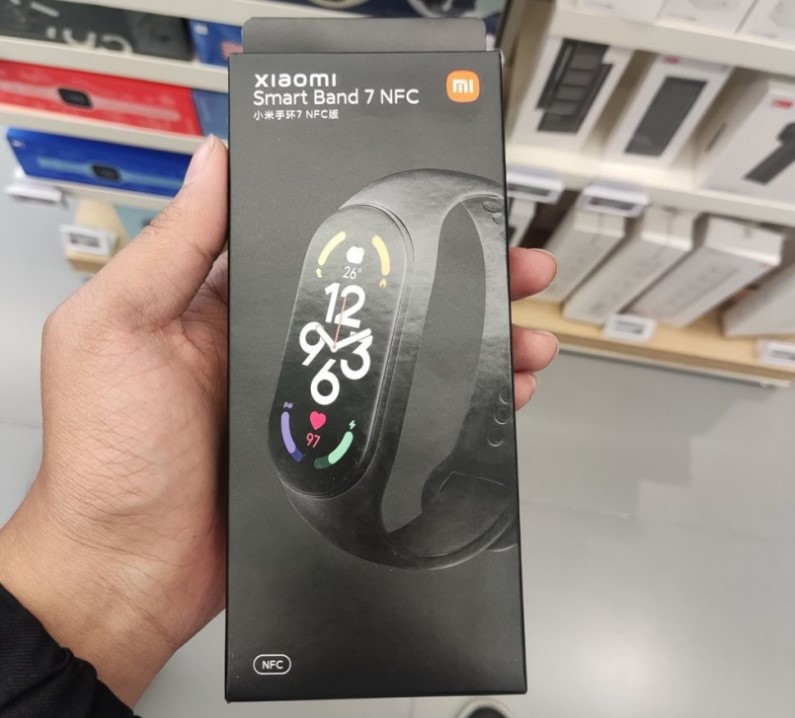 xiaomi
Smart Band 7 NFC
小米手环7 NFC版
mi
26°
12
9 3
6
97
NFC